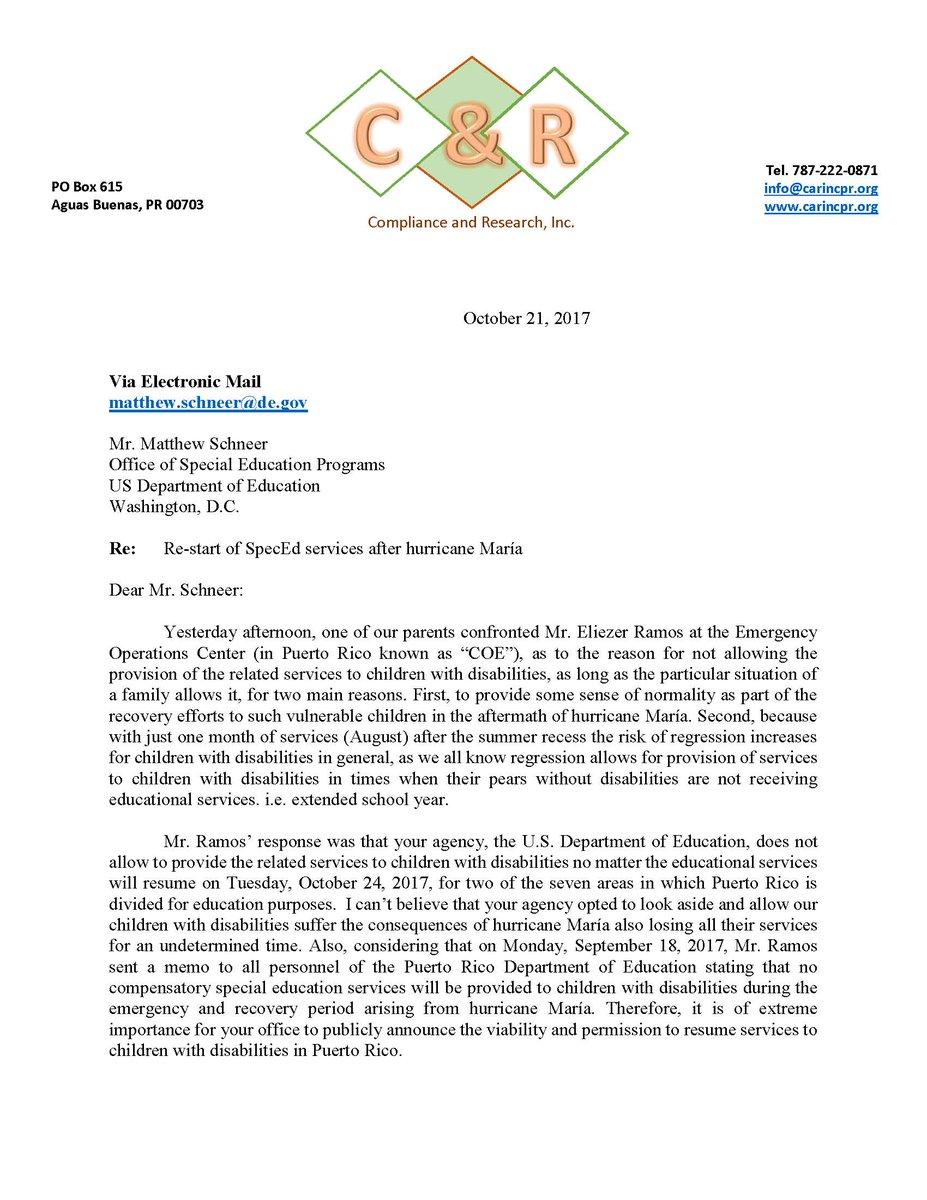 C & R
PO Box 615
Aguas Buenas, PR 00703
Tel. 787-222-0871
info@carincpr.org
www.carincpr.org
Compliance and Research, Inc.
October 21, 2017
Via Electronic Mail
matthew.schneer@de.gov
Mr. Matthew Schneer
Office of Special Education Programs
US Department of Education
Washington, D.C.
Re: Re-start of SpecEd services after hurricane María
Dear Mr. Schneer:
Yesterday afternoon, one of our parents confronted Mr. Eliezer Ramos at the Emergency
Operations Center (in Puerto Rico known as “COE”), as to the reason for not allowing the
provision of the related services to children with disabilities, as long as the particular situation of
a family allows it, for two main reasons. First, to provide some sense of normality as part of the
recovery efforts to such vulnerable children in the aftermath of hurricane María. Second, because
with just one month of services (August) after the summer recess the risk of regression increases
for children with disabilities in general, as we all know regression allows for provision of services
to children with disabilities in times when their pears without disabilities are not receiving
educational services. i.e. extended school year.
Mr. Ramos’ response was that your agency, the U.S. Department of Education, does not
allow to provide the related services to children with disabilities no matter the educational services
will resume on Tuesday, October 24, 2017, for two of the seven areas in which Puerto Rico is
divided for education purposes. I can’t believe that your agency opted to look aside and allow our
children with disabilities suffer the consequences of hurricane María also losing all their services
for an undetermined time. Also, considering that on Monday, September 18, 2017, Mr. Ramos
sent a memo to all personnel of the Puerto Rico Department of Education stating that no
compensatory special education services will be provided to children with disabilities during the
emergency and recovery period arising from hurricane María. Therefore, it is of extreme
importance for your office to publicly announce the viability and permission to resume services to
children with disabilities in Puerto Rico.